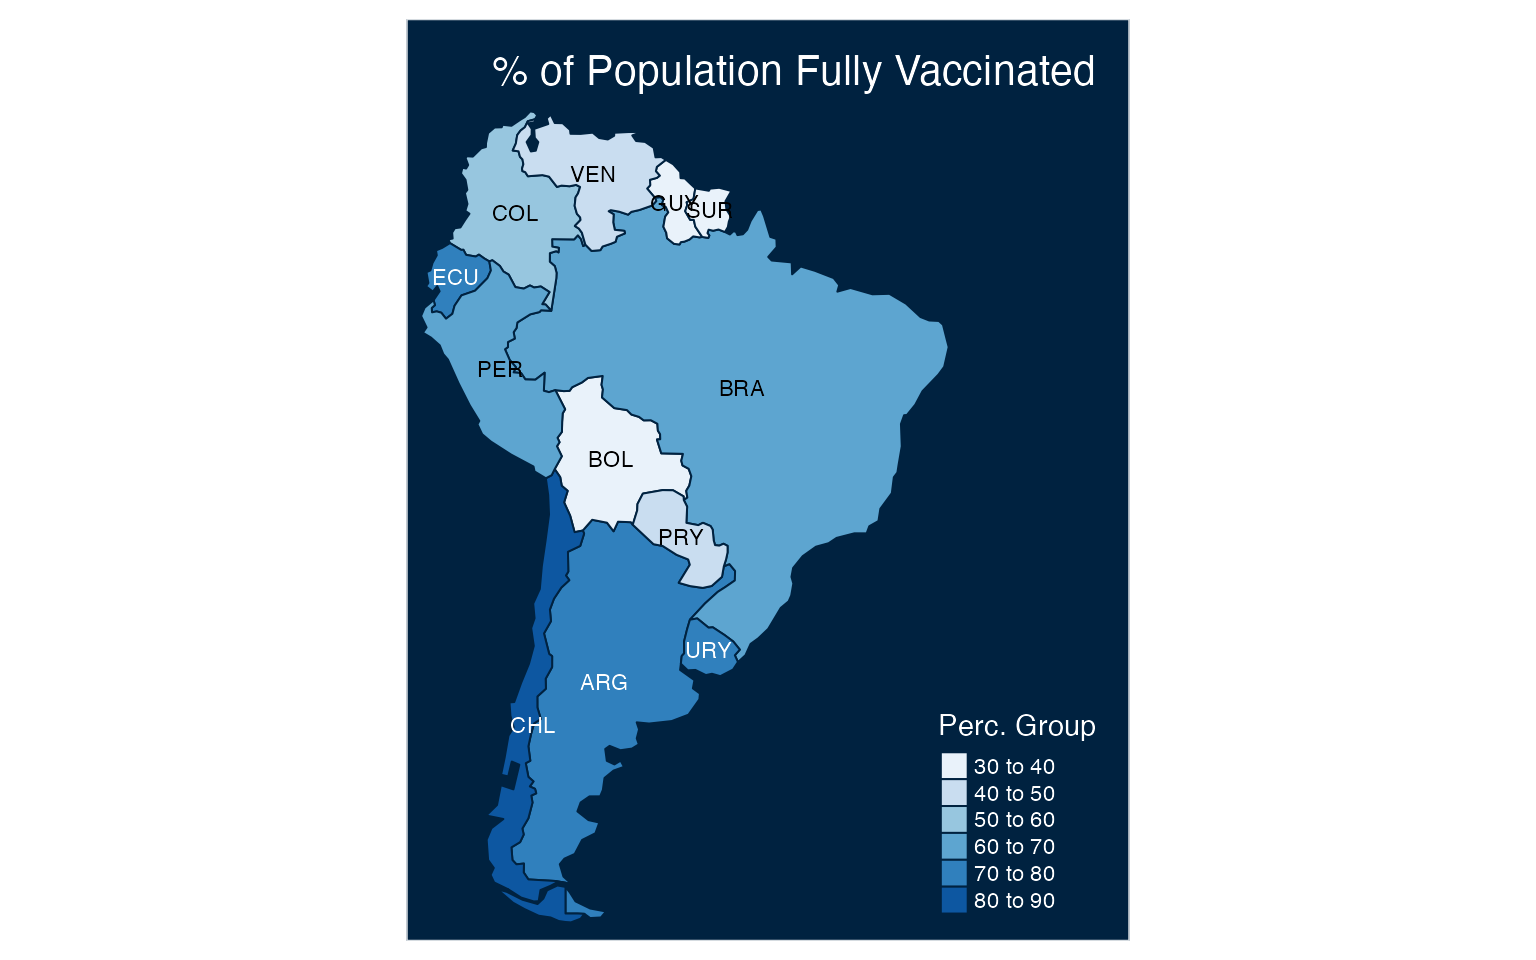 % of Population Fully Vaccinated
VEN
GUY
SUR
COL
ECU
PER
BRA
BOL
PRY
URY
ARG
CHL
Perc. Group
30 to 40
40 to 50
50 to 60
60 to 70
70 to 80
80 to 90